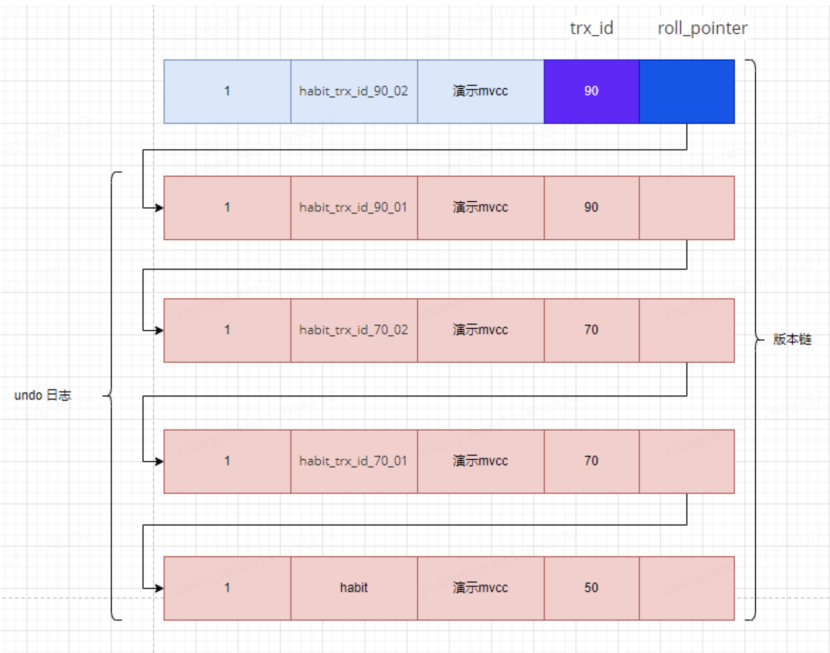 trx_id roll_pointer
1 habit_trx_id_90_02 演示mvcc 90
1 habit_trx_id_90_01 演示mvcc 90
1 habit_trx_id_70_02 演示mvcc 70
版本链
undo 日志
1 habit_trx_id_70_01 演示mvcc 70
1 habit 演示mvcc 50